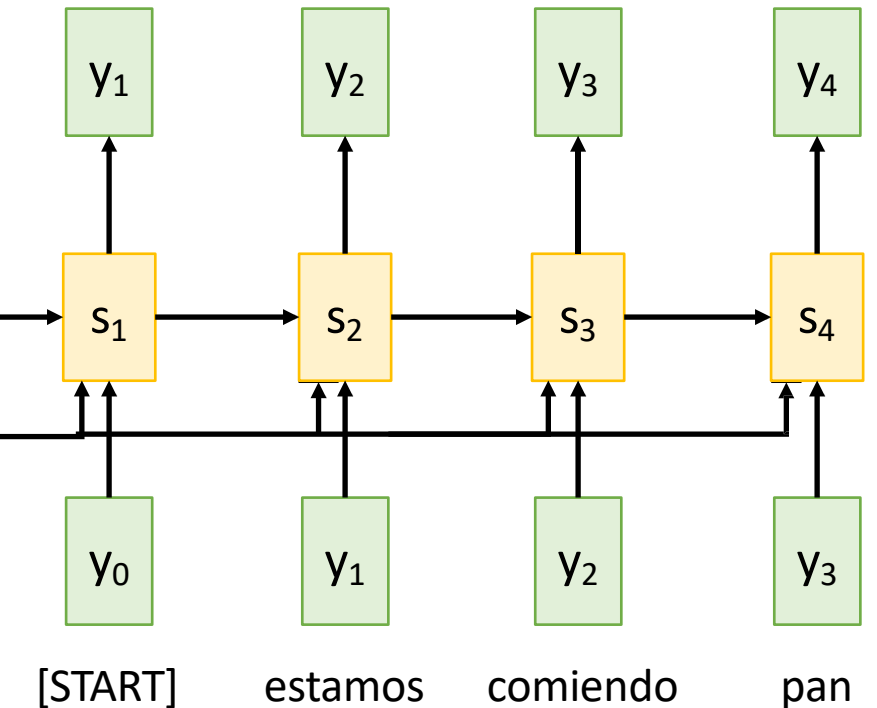 y₁ y₂ y₃ y₄
s₁ s₂ s₃ s₄
y₀ y₁ y₂ y₃
[START] estamos comiendo pan